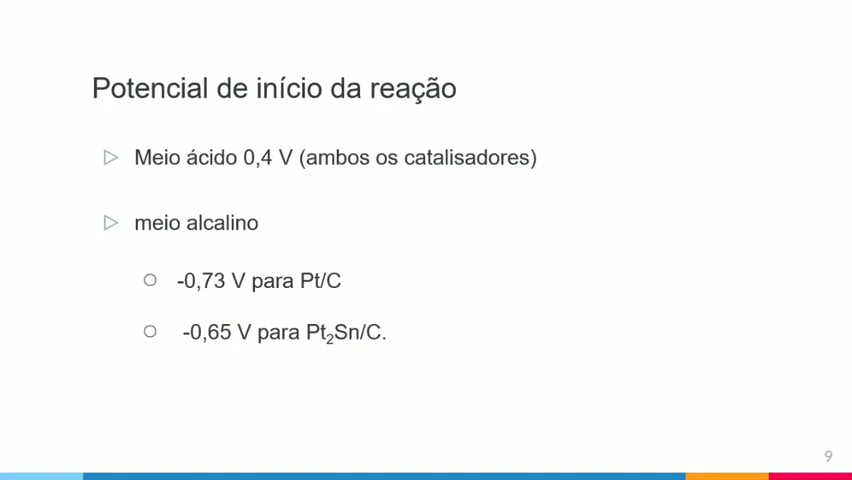 Potencial de início da reação
Meio ácido 0,4 V (ambos os catalisadores)
meio alcalino
-0,73 V para Pt/C
-0,65 V para Pt₂Sn/C.
9